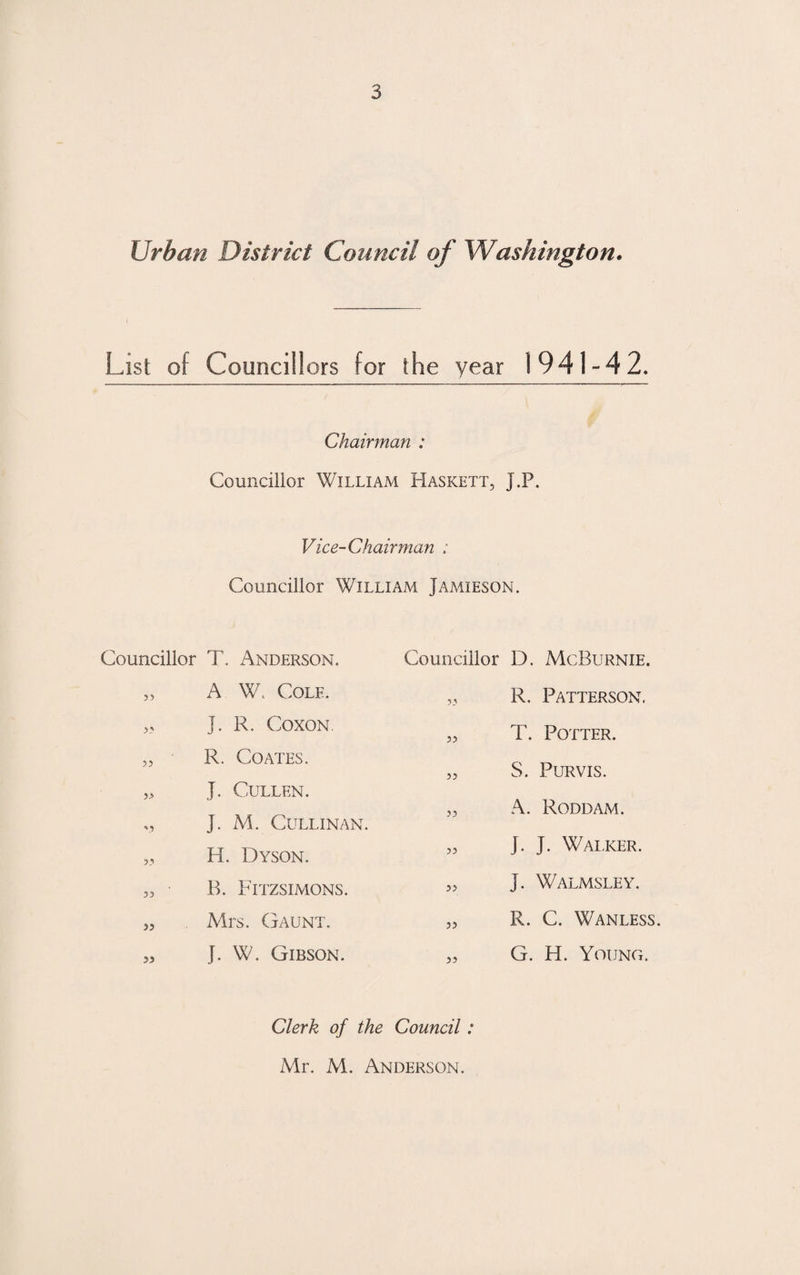 3
Urban District Council of Washington.
List of Councillors for the year 1941-42.
Chairman :
Councillor WILLIAM HASKETT, J.P.
Vice-Chairman :
Councillor WILLIAM JAMIESON.
Councillor T. ANDERSON.
„ A W. COLE.
„ J. R. COXON.
„ R. COATES.
„ J. CULLEN.
„ J. M. CULLINAN.
„ H. DYSON.
„ B. FITZSIMONS.
„ Mrs. GAUNT.
„ J. W. GIBSON.
Councillor D. MCBURNIE.
„ R. PATTERSON.
„ T. POTTER.
„ S. PURVIS.
„ A. RODDAM.
„ J. J. WALKER.
„ J. WALMSLEY.
„ R. C. WANLESS.
„ G. H. YOUNG.
Clerk of the Council :
Mr. M. ANDERSON.